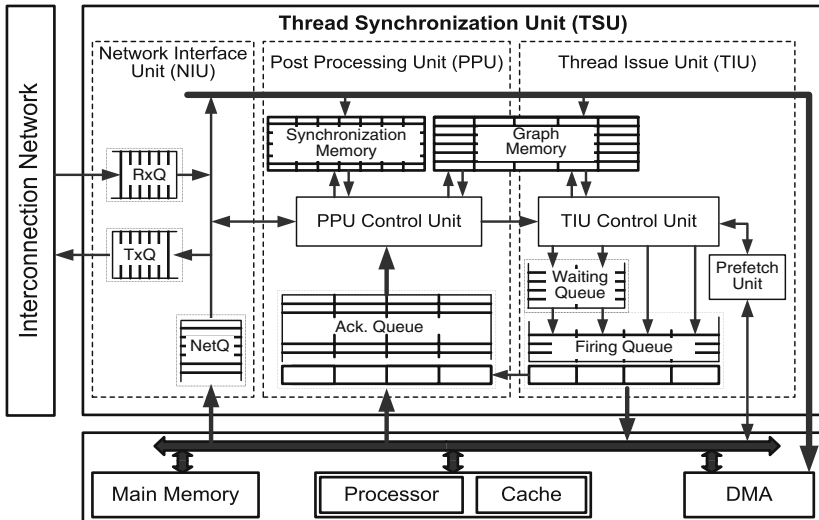 Thread Synchronization Unit (TSU)
Interconnection Network
Network Interface
Unit (NIU)
Post Processing Unit (PPU)
Thread Issue Unit (TIU)
RxQ
TxQ
NetQ
Synchronization
Memory
Graph
Memory
PPU Control Unit
TIU Control Unit
Waiting
Queue
Prefetch
Unit
Ack. Queue
Firing Queue
Main Memory
Processor
Cache
DMA